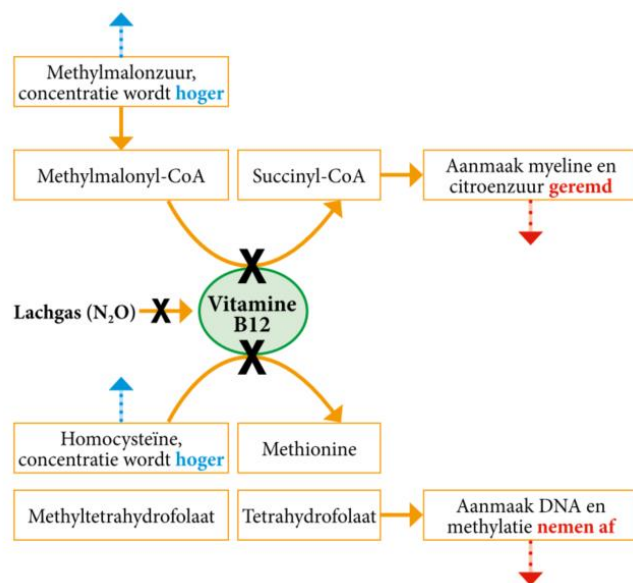 Methylmalonzuur,
concentratie wordt hoger
Methylmalonyl-CoA
Succinyl-CoA
Aanmaak myeline en
citroenzuur geremd
X
Lachgas (N₂O)
X
Vitamine
B12
X
Homocysteïne,
concentratie wordt hoger
Methionine
Methyltetrahydrofolaat
Tetrahydrofolaat
Aanmaak DNA en
methylatie nemen af